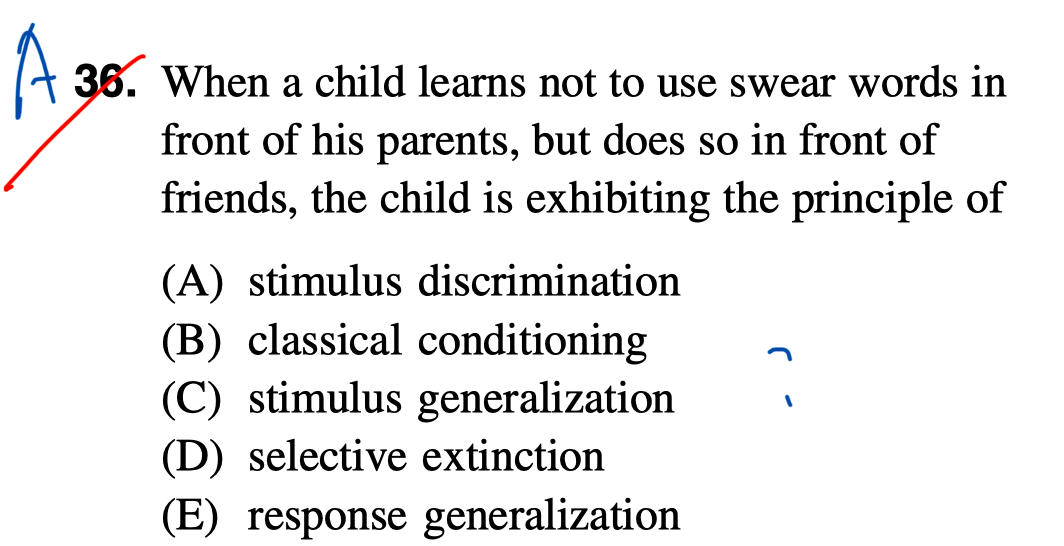 A 36. When a child learns not to use swear words in
front of his parents, but does so in front of
friends, the child is exhibiting the principle of
(A) stimulus discrimination
(B) classical conditioning
(C) stimulus generalization
(D) selective extinction
(E) response generalization